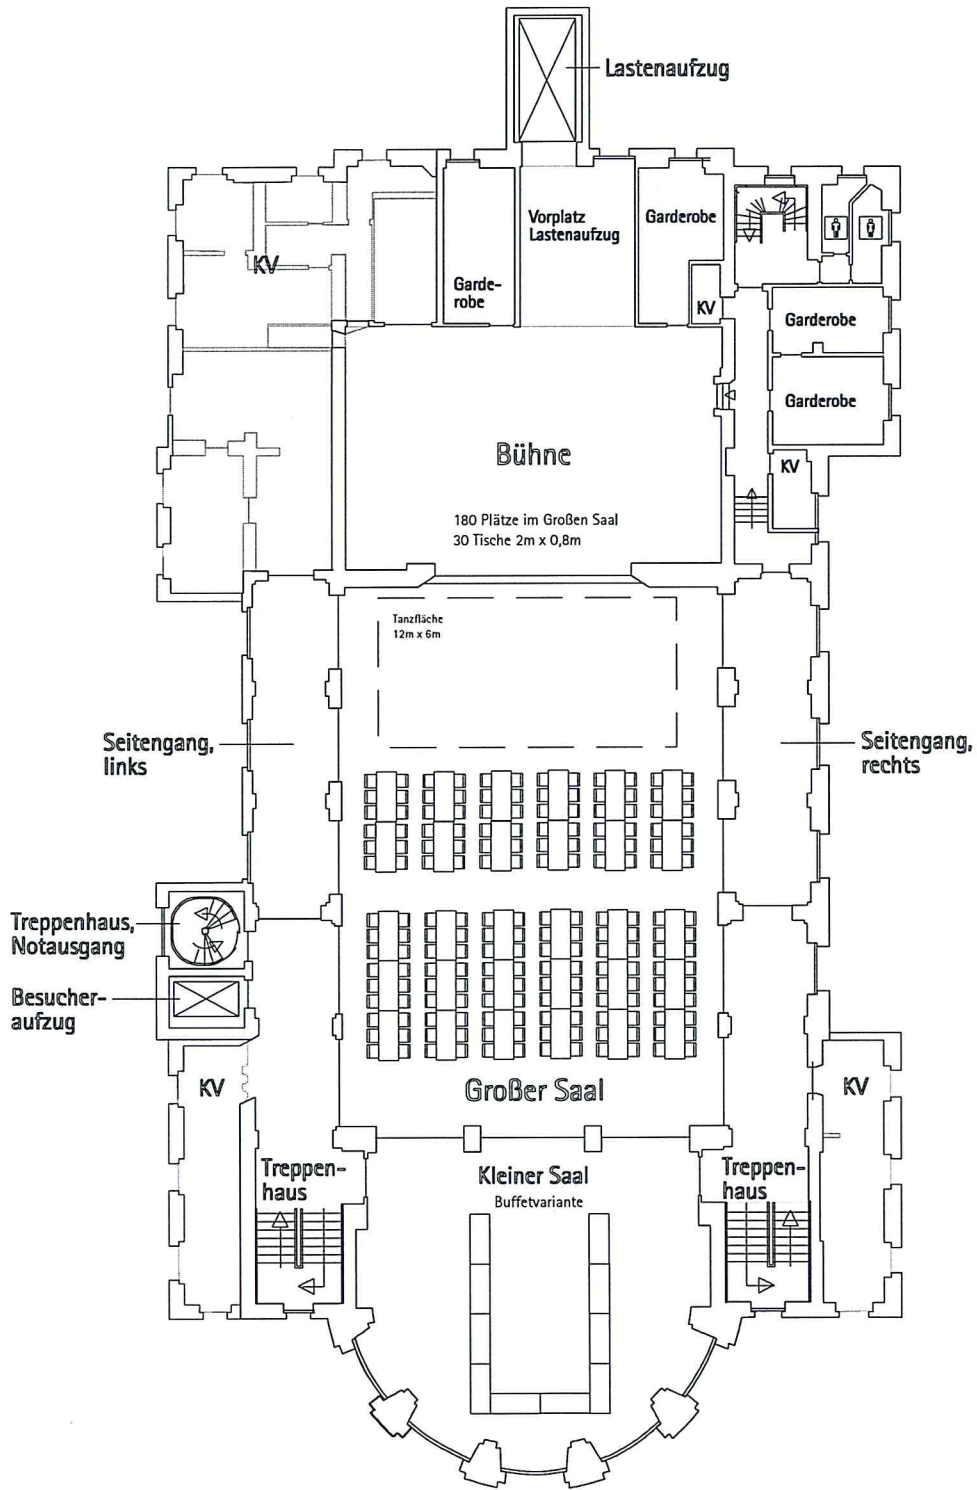 Lastenaufzug
Vorplatz
Lastenaufzug
Garderobe
KV
Garde-
robe
KV
Garderobe
Garderobe
Bühne
KV
180 Plätze im Großen Saal
30 Tische 2m x 0,8m
Tanzfläche
12m x 6m
Seitengang,
links
Seitengang,
rechts
Treppenhaus,
Notausgang
Besucher-
aufzug
KV
Großer Saal
KV
Treppen-
haus
Kleiner Saal
Buffetvariante
Treppen-
haus